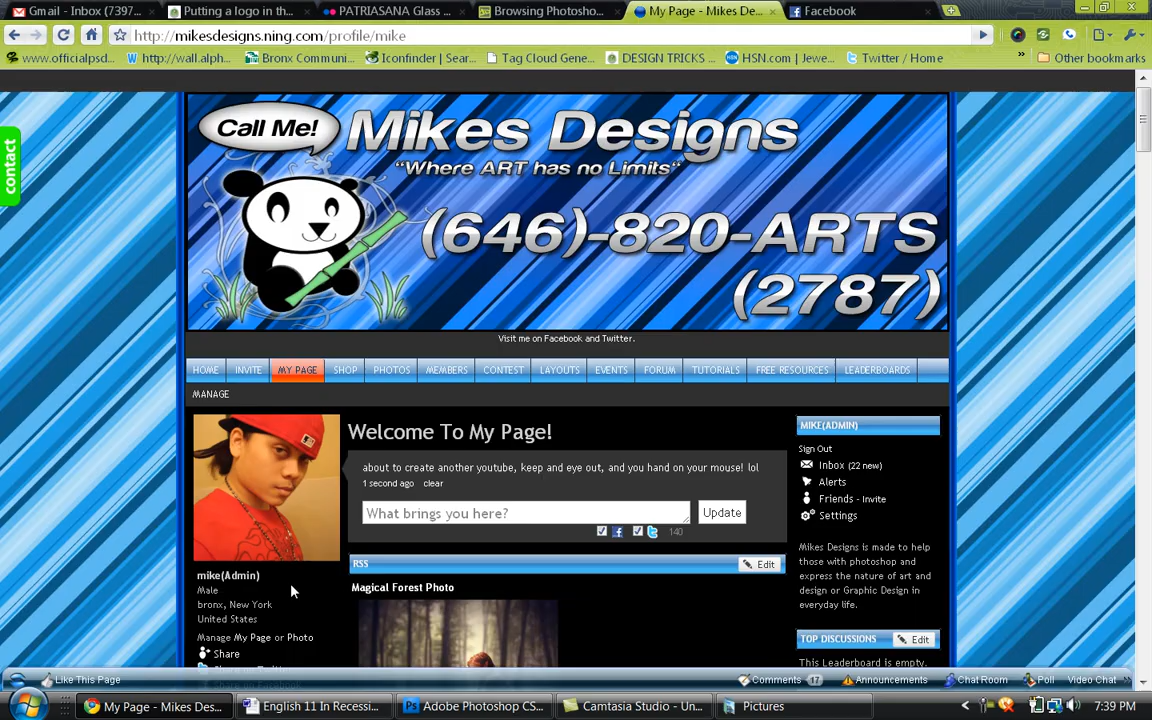 Gmail - Inbox (7397...
Putting a logo in th...
PATRIASANA Glass ...
Browsing Photosho...
My Page - Mikes De...
Facebook
http://mikesdesigns.ning.com/profile/mike
www.officialpsd...
http://wall.alph...
Bronx Communi...
Iconfinder | Sear...
Tag Cloud Gene...
DESIGN TRICKS ...
HSN.com | Jewe...
Twitter / Home
»
Other bookmarks
contact
Call Me!
Mikes Designs
“Where ART has no Limits“
(646)-820-ARTS
(2787)
Visit me on Facebook and Twitter.
HOME
INVITE
MY PAGE
SHOP
PHOTOS
MEMBERS
CONTEST
LAYOUTS
EVENTS
FORUM
TUTORIALS
FREE RESOURCES
LEADERBOARDS
MANAGE
Welcome To My Page!
about to create another youtube, keep and eye out, and you hand on your mouse! lol
1 second ago clear
What brings you here?
Update
140
RSS
Edit
Magical Forest Photo
mike(Admin)
Male
bronx, New York
United States
Manage My Page or Photo
Share
MIKE(ADMIN)
Sign Out
Inbox (22 new)
Alerts
Friends - Invite
Settings
Mikes Designs is made to help
those with photoshop and
express the nature of art and
design or Graphic Design in
everyday life.
TOP DISCUSSIONS
Edit
This Leaderboard is empty.
Like This Page
Comments 17
Announcements
Chat Room
Poll
Video Chat
My Page - Mikes De...
English 11 In Recessi...
Adobe Photoshop CS...
Camtasia Studio - Un...
Pictures
7:39 PM